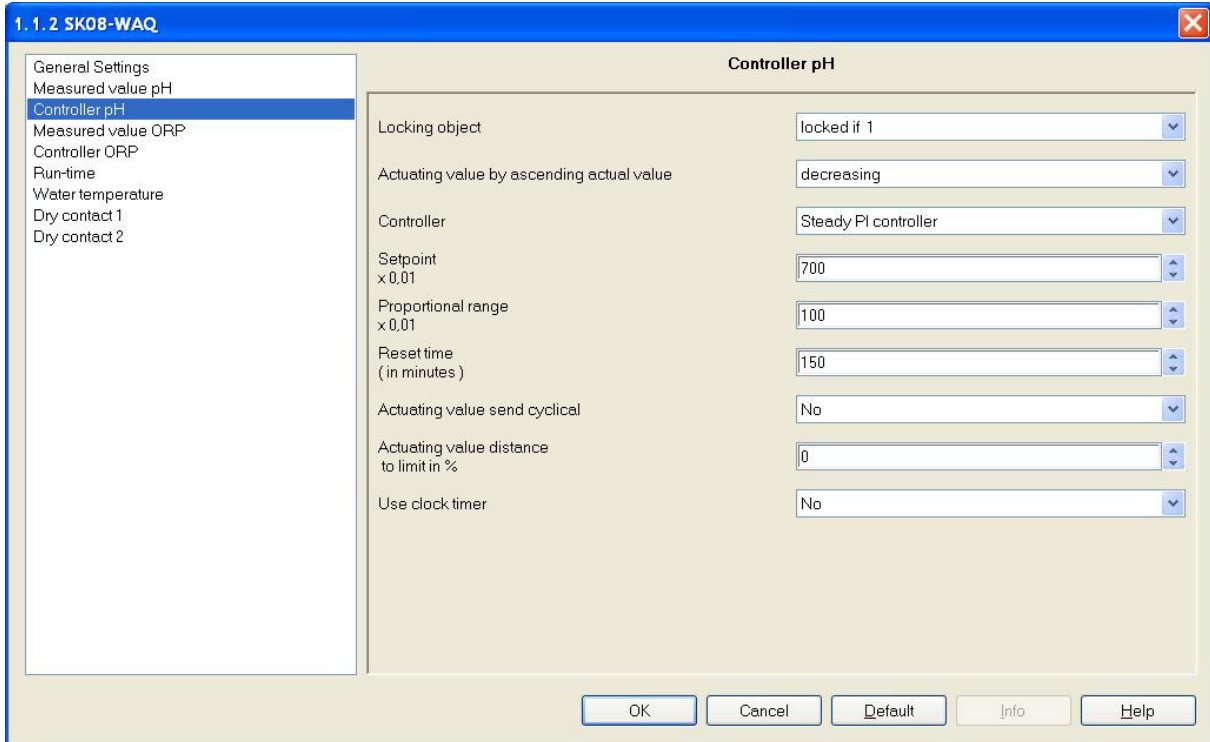 1.1.2 SK08-WAQ
General Settings
Measured value pH
Controller pH
Measured value ORP
Controller ORP
Run-time
Water temperature
Dry contact 1
Dry contact 2
Controller pH
Locking object
locked if 1
Actuating value by ascending actual value
decreasing
Controller
Steady PI controller
Setpoint
x 0,01
700
Proportional range
x 0,01
100
Reset time
( in minutes )
150
Actuating value send cyclical
No
Actuating value distance
to limit in %
0
Use clock timer
No
OK
Cancel
Default
Info
Help